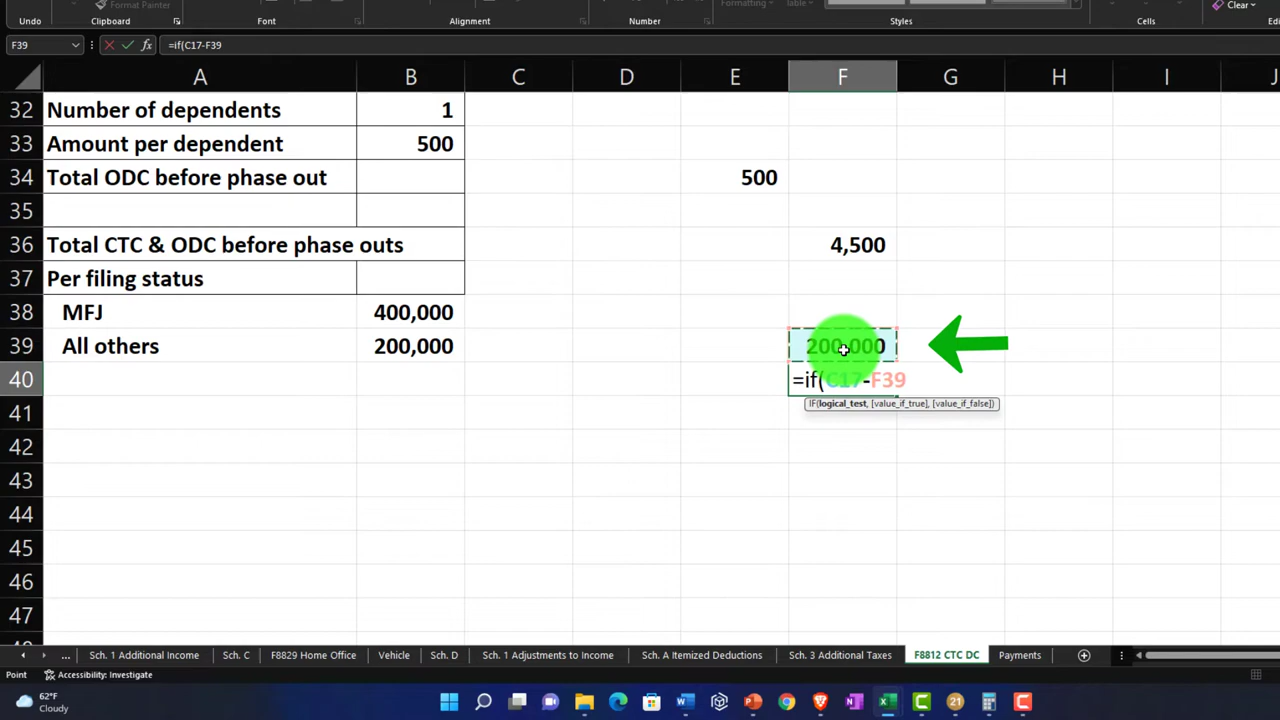 Format Painter
Formatting
Table
Clear
Undo
Clipboard
Font
Alignment
Number
Styles
Cells
F39
=if(C17-F39
A B C D E F G H I
32 Number of dependents 1
33 Amount per dependent 500
34 Total ODC before phase out 500
35
36 Total CTC & ODC before phase outs 4,500
37 Per filing status
38 MFJ 400,000
39 All others 200,000 200,000
40 =if(C17-F39
IF(logical_test, [value_if_true], [value_if_false])
41
42
43
44
45
46
47
... Sch. 1 Additional Income Sch. C F8829 Home Office Vehicle Sch. D Sch. 1 Adjustments to Income Sch. A Itemized Deductions Sch. 3 Additional Taxes F8812 CTC DC Payments
Point Accessibility: Investigate
62°F
Cloudy
21